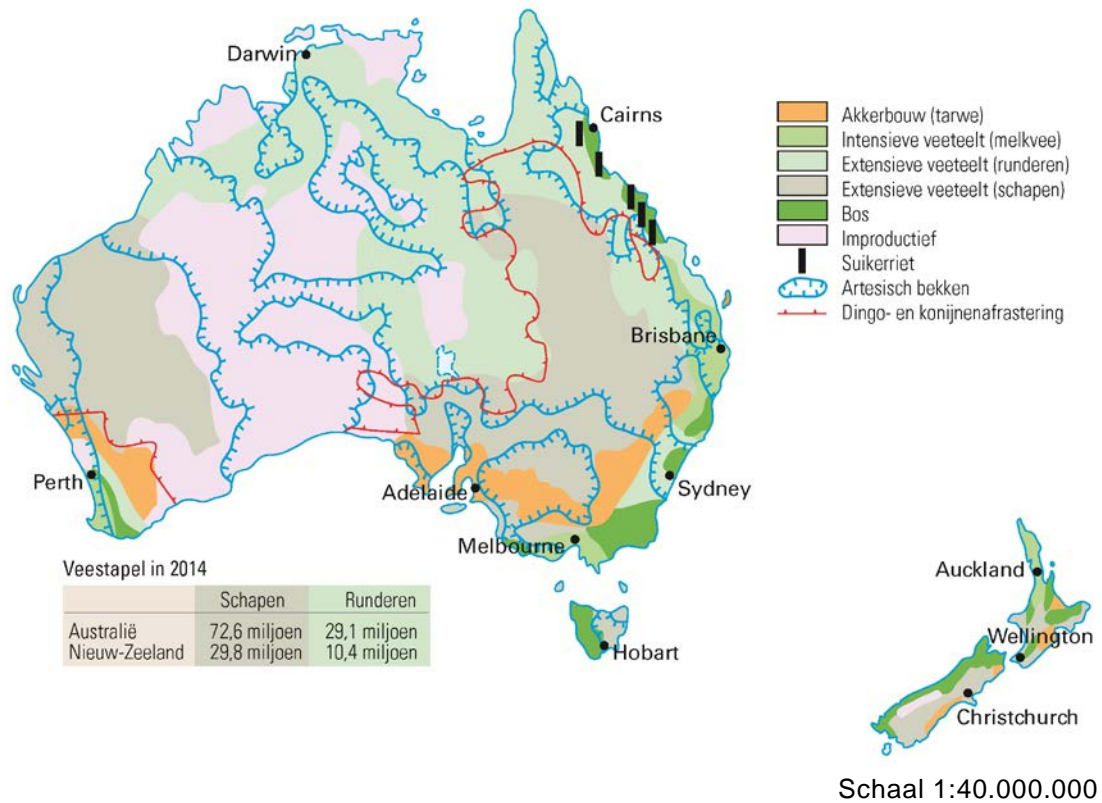 Darwin
Cairns
Akkerbouw (tarwe)
Intensieve veeteelt (melkvee)
Extensieve veeteelt (runderen)
Extensieve veeteelt (schapen)
Bos
Improductief
Suikerriet
Artesisch bekken
Dingo- en konijnenafrastering
Brisbane
Perth
Adelaide
Sydney
Melbourne
Hobart
Veestapel in 2014
Schapen Runderen
Australië 72,6 miljoen 29,1 miljoen
Nieuw-Zeeland 29,8 miljoen 10,4 miljoen
Auckland
Wellington
Christchurch
Schaal 1:40.000.000